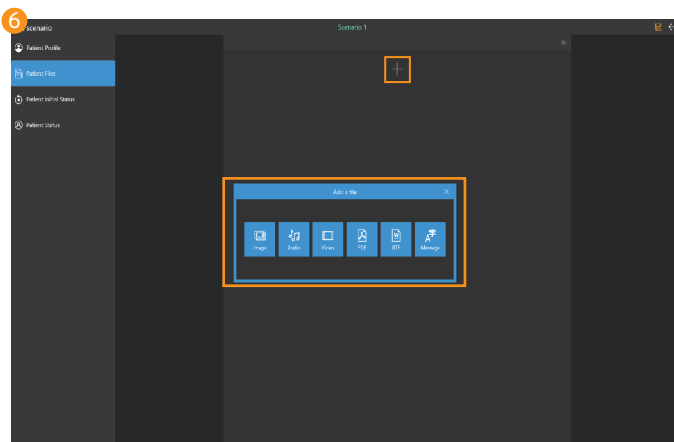 6
scenario
Scenario 1
Patient Profile
Patient Files
Patient Initial Status
Patient Status
Add a file
Image
Audio
Video
PDF
RTF
Message